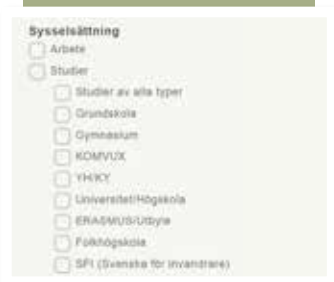 Sysselsättning
Arbete
Studier
Studier av alla typer
Grundskola
Gymnasium
KOMVUX
YH/KY
Universitet/Högskola
ERASMUS/Utbyte
Folkhögskola
SFI (Svenska för invandrare)